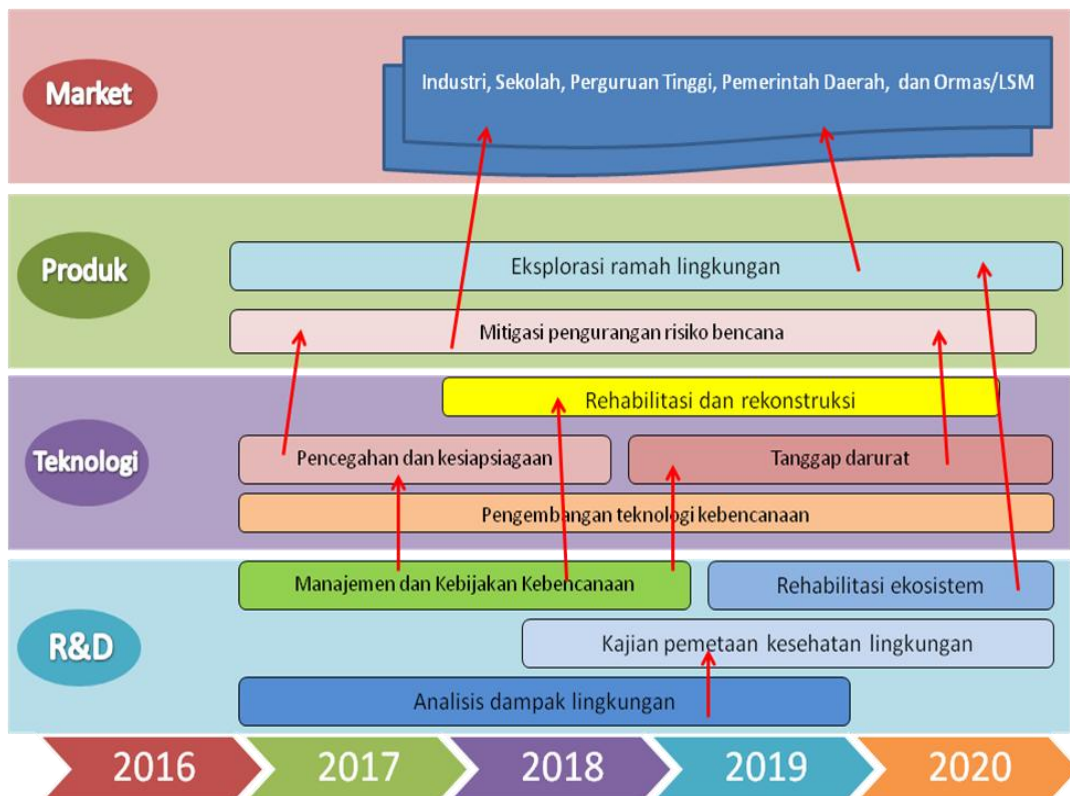 Market
Industri, Sekolah, Perguruan Tinggi, Pemerintah Daerah, dan Ormas/LSM
Produk
Eksplorasi ramah lingkungan
Mitigasi pengurangan risiko bencana
Teknologi
Rehabilitasi dan rekonstruksi
Pencegahan dan kesiapsiagaan
Tanggap darurat
Pengembangan teknologi kebencanaan
R&D
Manajemen dan Kebijakan Kebencanaan
Rehabilitasi ekosistem
Kajian pemetaan kesehatan lingkungan
Analisis dampak lingkungan
2016 2017 2018 2019 2020